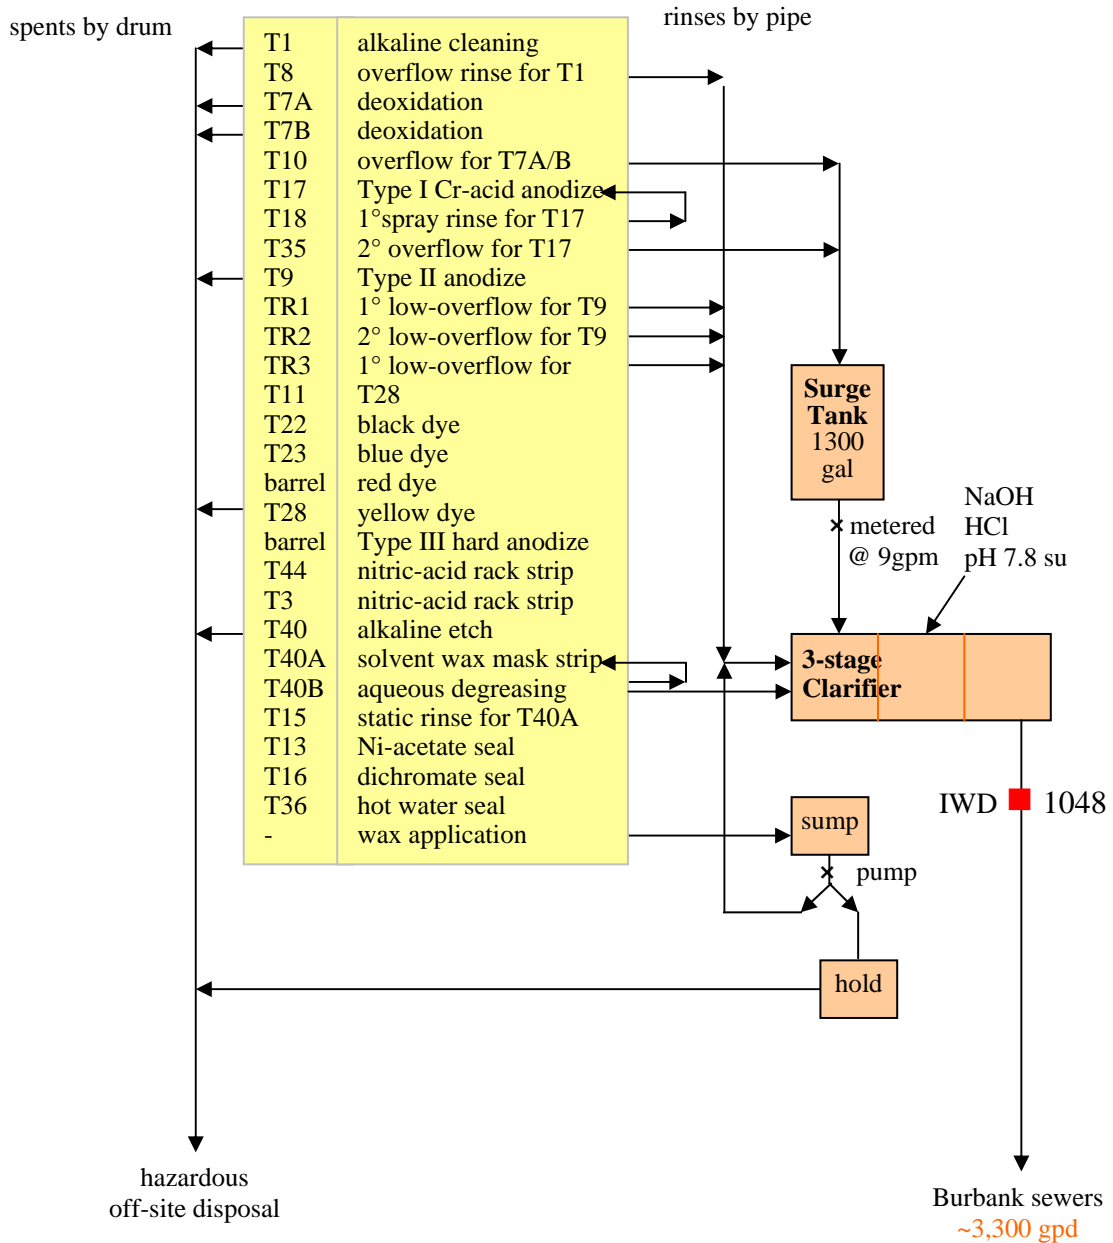 spents by drum
rinses by pipe
T1 alkaline cleaning
T8 overflow rinse for T1
T7A deoxidation
T7B deoxidation
T10 overflow for T7A/B
T17 Type I Cr-acid anodize
T18 1°spray rinse for T17
T35 2° overflow for T17
T9 Type II anodize
TR1 1° low-overflow for T9
TR2 2° low-overflow for T9
TR3 1° low-overflow for
T11 T28
T22 black dye
T23 blue dye
barrel red dye
T28 yellow dye
barrel Type III hard anodize
T44 nitric-acid rack strip
T3 nitric-acid rack strip
T40 alkaline etch
T40A solvent wax mask strip
T40B aqueous degreasing
T15 static rinse for T40A
T13 Ni-acetate seal
T16 dichromate seal
T36 hot water seal
- wax application
Surge
Tank
1300
gal
metered
@ 9gpm
NaOH
HCl
pH 7.8 su
3-stage
Clarifier
IWD 1048
sump
pump
hold
hazardous
off-site disposal
Burbank sewers
~3,300 gpd